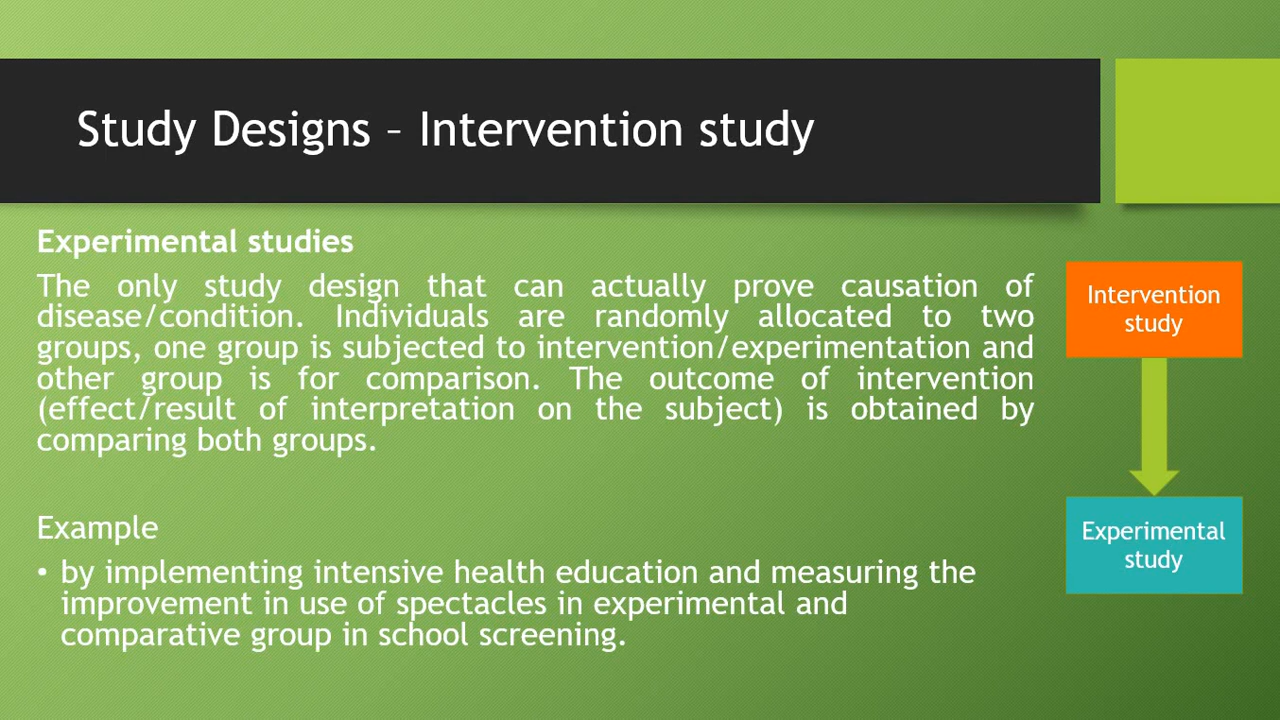 Study Designs – Intervention study
Experimental studies
The only study design that can actually prove causation of
disease/condition. Individuals are randomly allocated to two
groups, one group is subjected to intervention/experimentation and
other group is for comparison. The outcome of intervention
(effect/result of interpretation on the subject) is obtained by
comparing both groups.
Example
• by implementing intensive health education and measuring the
improvement in use of spectacles in experimental and
comparative group in school screening.
Intervention
study
Experimental
study